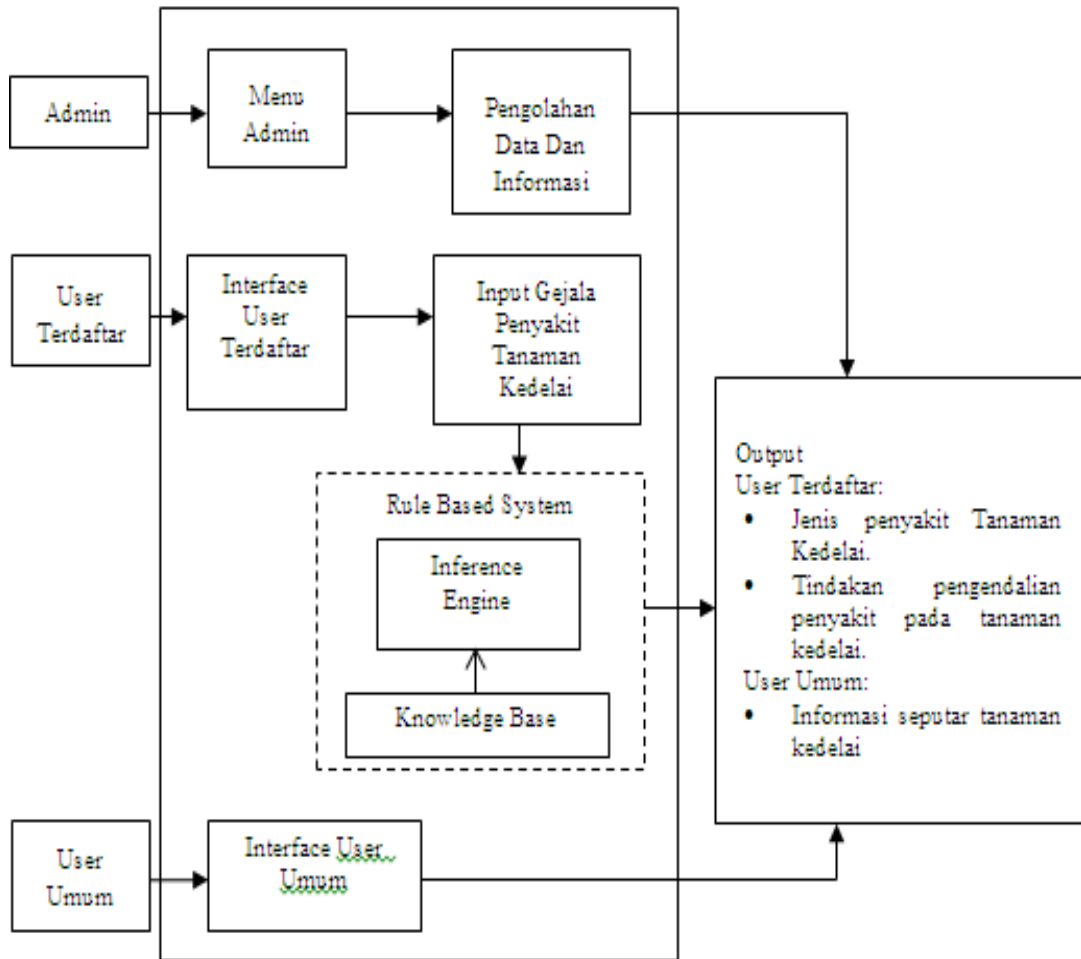 Admin
Menu
Admin
Pengolahan
Data Dan
Informasi
User
Terdaftar
Interface
User
Terdaftar
Input Gejala
Penyakit
Tanaman
Kedelai
Rule Based System
Inference
Engine
Knowledge Base
Output
User Terdaftar:
• Jenis penyakit Tanaman
Kedelai.
• Tindakan pengendalian
penyakit pada tanaman
kedelai.
User Umum:
• Informasi seputar tanaman
kedelai
User
Umum
Interface User
Umum